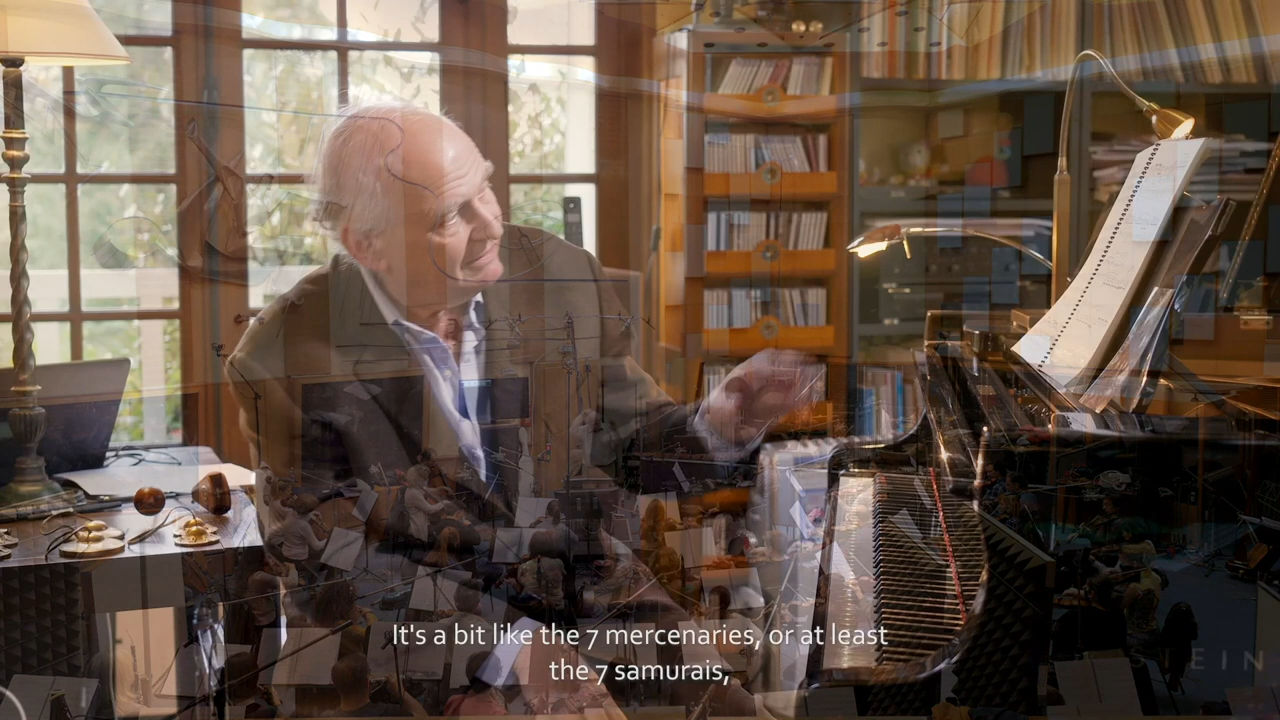 It's a bit like the 7 mercenaries, or at least
the 7 samurais,